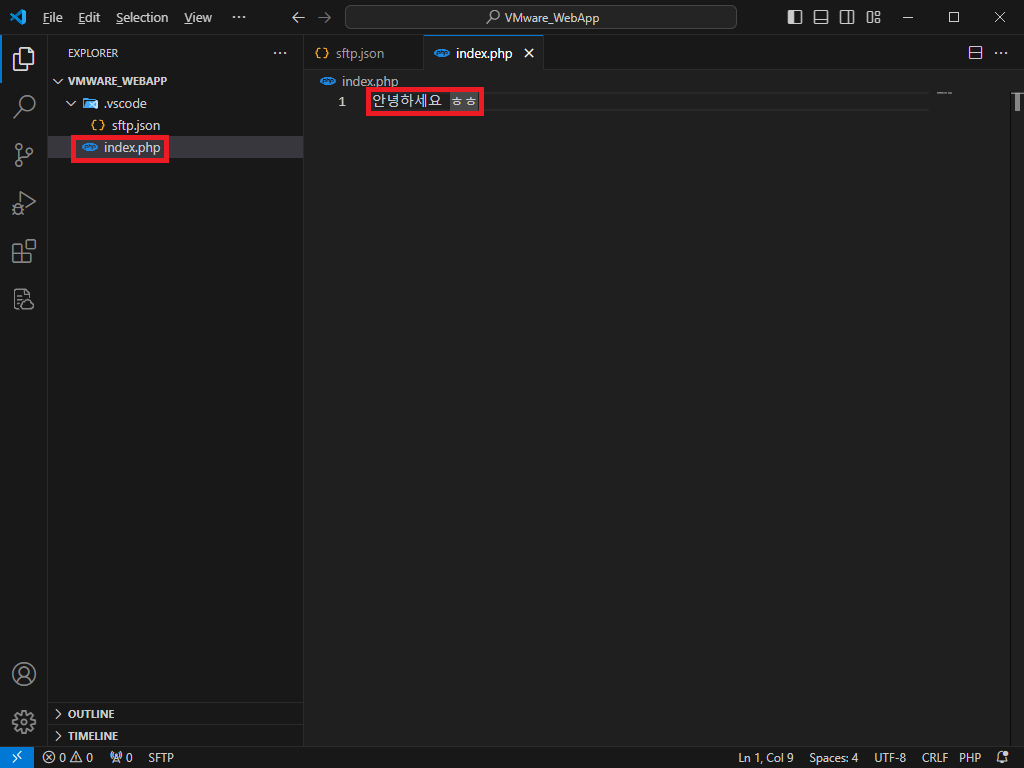 File Edit Selection View ··· VMware_WebApp
EXPLORER ···
sftp.json
index.php
VMWARE_WEBAPP
.vscode
sftp.json
index.php
index.php
1 안녕하세요 ㅎㅎ
OUTLINE
TIMELINE
0 0 0 SFTP Ln 1, Col 9 Spaces: 4 UTF-8 CRLF PHP